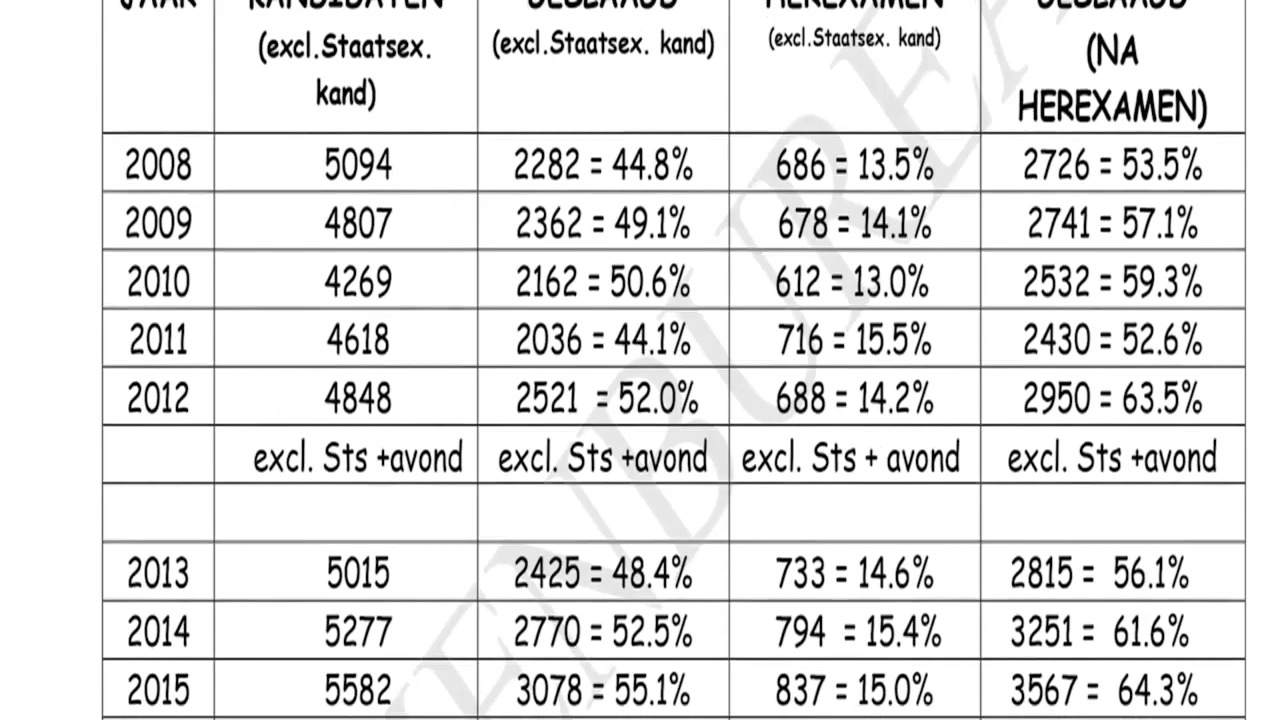 JAAR KANDIDATEN GESLAAGD HEREXAMEN GESLAAGD
(excl.Staatsex. kand) (excl.Staatsex. kand) (excl.Staatsex. kand) (NA HEREXAMEN)
2008 5094 2282 = 44.8% 686 = 13.5% 2726 = 53.5%
2009 4807 2362 = 49.1% 678 = 14.1% 2741 = 57.1%
2010 4269 2162 = 50.6% 612 = 13.0% 2532 = 59.3%
2011 4618 2036 = 44.1% 716 = 15.5% 2430 = 52.6%
2012 4848 2521 = 52.0% 688 = 14.2% 2950 = 63.5%
excl. Sts +avond excl. Sts +avond excl. Sts + avond excl. Sts +avond
2013 5015 2425 = 48.4% 733 = 14.6% 2815 = 56.1%
2014 5277 2770 = 52.5% 794 = 15.4% 3251 = 61.6%
2015 5582 3078 = 55.1% 837 = 15.0% 3567 = 64.3%